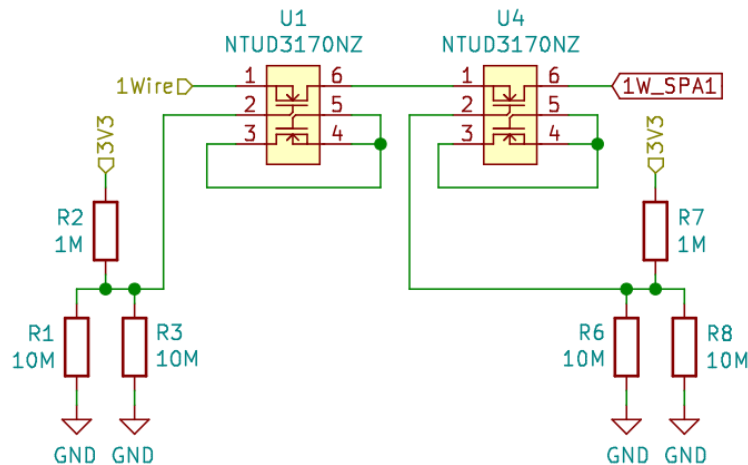 U1
NTUD3170NZ
U4
NTUD3170NZ
1Wire
1
6
2
5
3
4
1
6
2
5
3
4
1W_SPA1
3V3
R2
1M
R1
10M
R3
10M
GND
GND
3V3
R7
1M
R6
10M
R8
10M
GND
GND